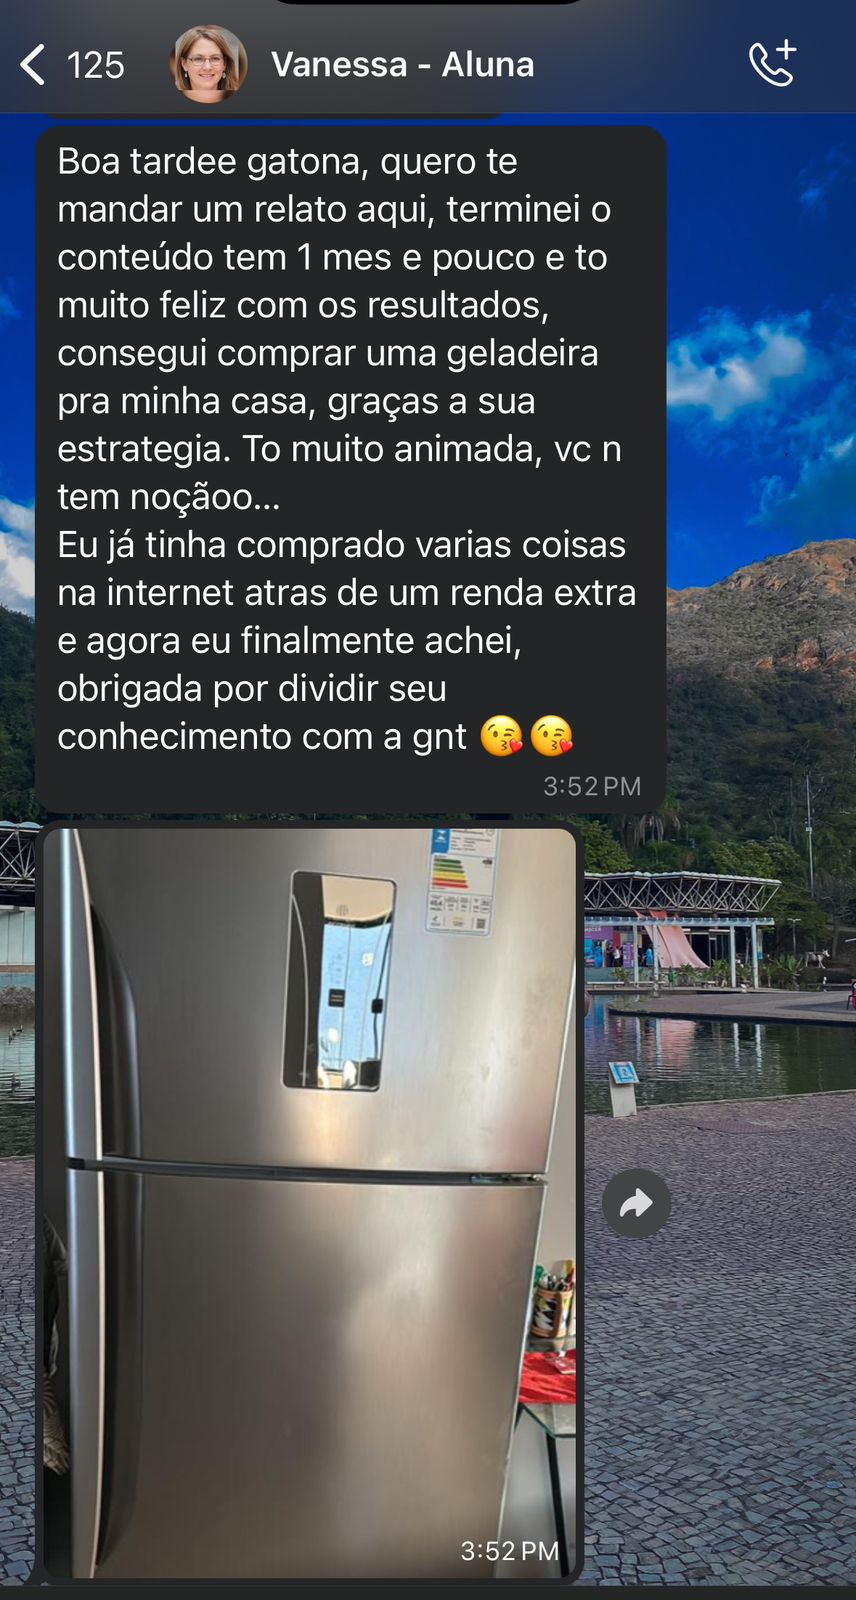 125
Vanessa - Aluna
Boa tardee gatona, quero te
mandar um relato aqui, terminei o
conteúdo tem 1 mes e pouco e to
muito feliz com os resultados,
consegui comprar uma geladeira
pra minha casa, graças a sua
estrategia. To muito animada, vc n
tem noçãoo...
Eu já tinha comprado varias coisas
na internet atras de um renda extra
e agora eu finalmente achei,
obrigada por dividir seu
conhecimento com a gnt 😘😘
3:52 PM
3:52 PM